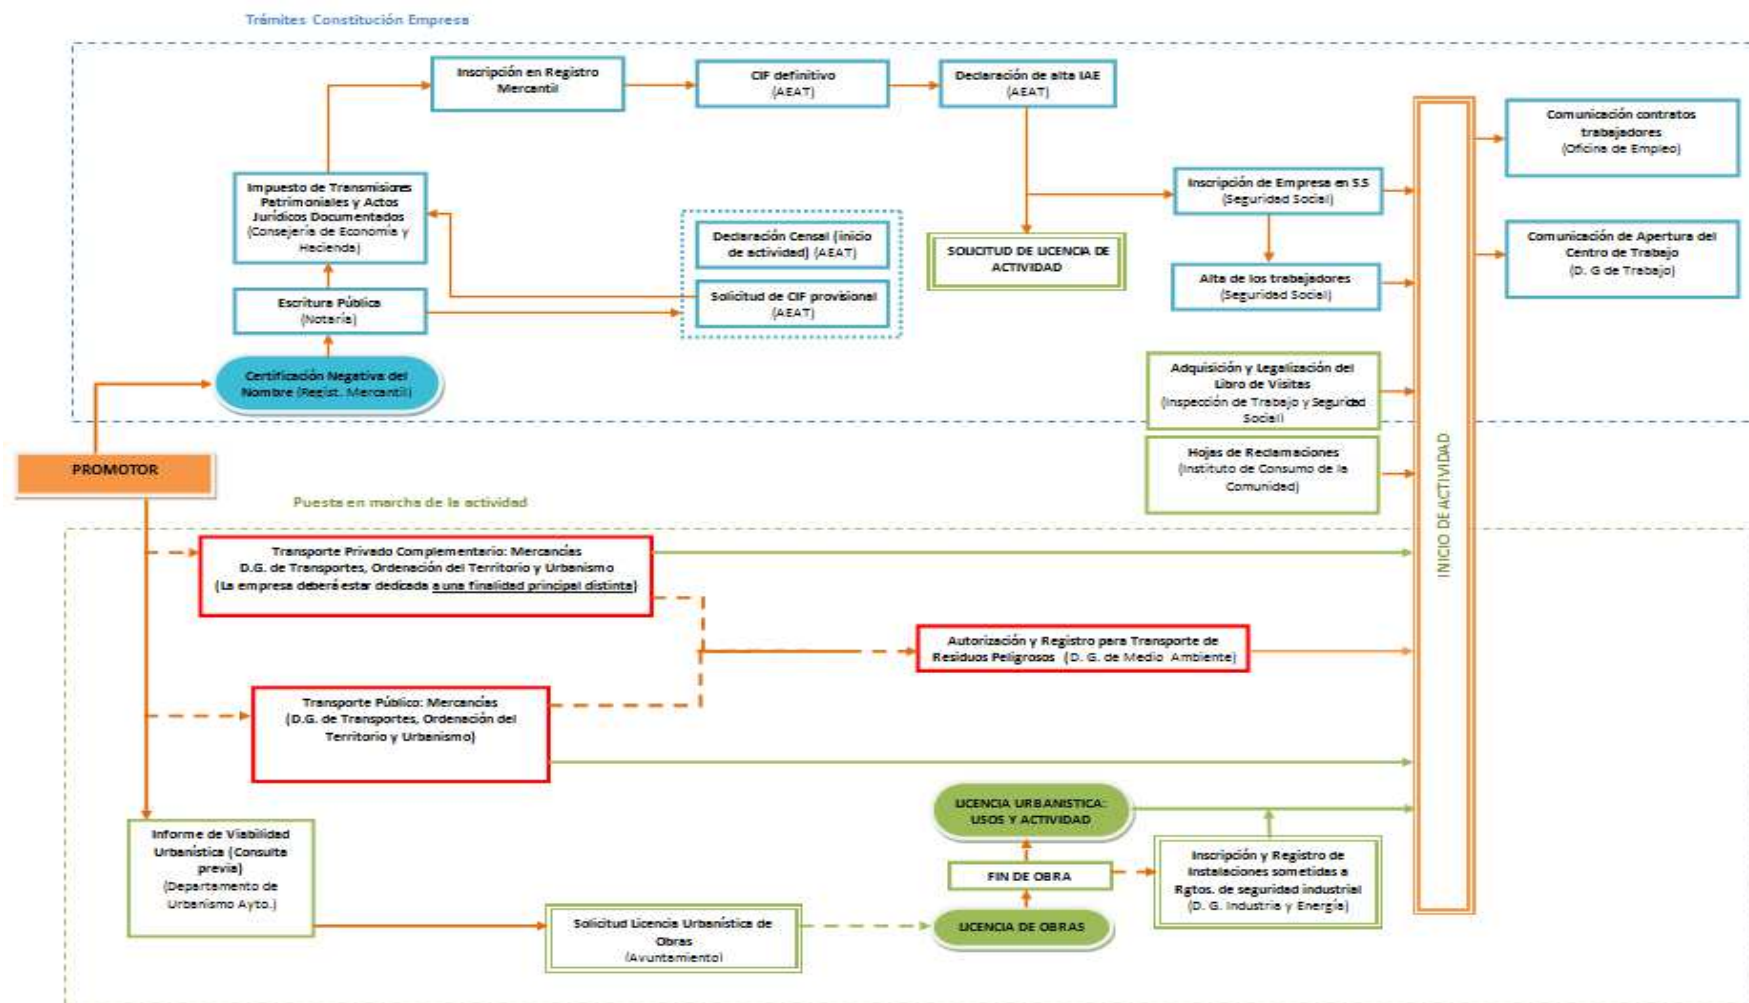 Trámites Constitución Empresa
Inscripción en Registro
Mercantil
CIF definitivo
(AEAT)
Declaración de alta IAE
(AEAT)
Comunicación contratos
trabajadores
(Oficina de Empleo)
Impuesto de Transmisiones
Patrimoniales y Actos
Jurídicos Documentados
(Consejería de Economía y
Hacienda)
Inscripción de Empresa en S.S
(Seguridad Social)
Declaración Censal (inicio
de actividad) (AEAT)
SOLICITUD DE LICENCIA DE
ACTIVIDAD
Comunicación de Apertura del
Centro de Trabajo
(D. G de Trabajo)
Escritura Pública
(Notaría)
Solicitud de CIF provisional
(AEAT)
Alta de los trabajadores
(Seguridad Social)
Certificación Negativa del
Nombre (Regist. Mercantil)
Adquisición y Legalización del
Libro de Visitas
(Inspección de Trabajo y Seguridad
Social)
PROMOTOR
Hojas de Reclamaciones
(Instituto de Consumo de la
Comunidad)
INICIO DE ACTIVIDAD
Puesta en marcha de la actividad
Transporte Privado Complementario: Mercancías
D.G. de Transportes, Ordenación del Territorio y Urbanismo
(La empresa deberá estar dedicada a una finalidad principal distinta)
Autorización y Registro para Transporte de
Residuos Peligrosos (D. G. de Medio Ambiente)
Transporte Público: Mercancías
(D.G. de Transportes, Ordenación del
Territorio y Urbanismo)
LICENCIA URBANISTICA:
USOS Y ACTIVIDAD
Informe de Viabilidad
Urbanística (Consulta
previa)
(Departamento de
Urbanismo Ayto.)
FIN DE OBRA
Inscripción y Registro de
Instalaciones sometidas a
Rgtos. de seguridad industrial
(D. G. Industria y Energía)
Solicitud Licencia Urbanística de
Obras
(Ayuntamiento)
LICENCIA DE OBRAS